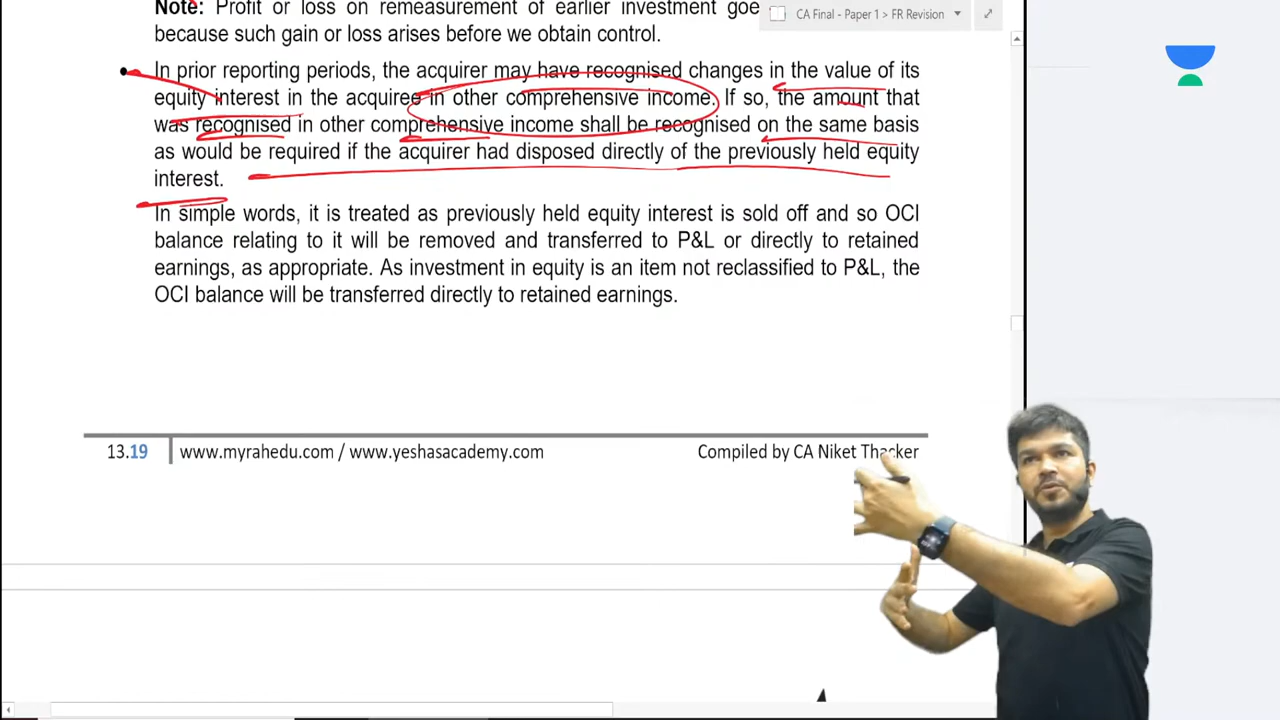 Note: Profit or loss on remeasurement of earlier investment goe
CA Final - Paper 1 > FR Revision
because such gain or loss arises before we obtain control.
• In prior reporting periods, the acquirer may have recognised changes in the value of its
equity interest in the acquiree in other comprehensive income. If so, the amount that
was recognised in other comprehensive income shall be recognised on the same basis
as would be required if the acquirer had disposed directly of the previously held equity
interest.
In simple words, it is treated as previously held equity interest is sold off and so OCI
balance relating to it will be removed and transferred to P&L or directly to retained
earnings, as appropriate. As investment in equity is an item not reclassified to P&L, the
OCI balance will be transferred directly to retained earnings.
13.19 www.myrahedu.com / www.yeshasacademy.com Compiled by CA Niket Thacker